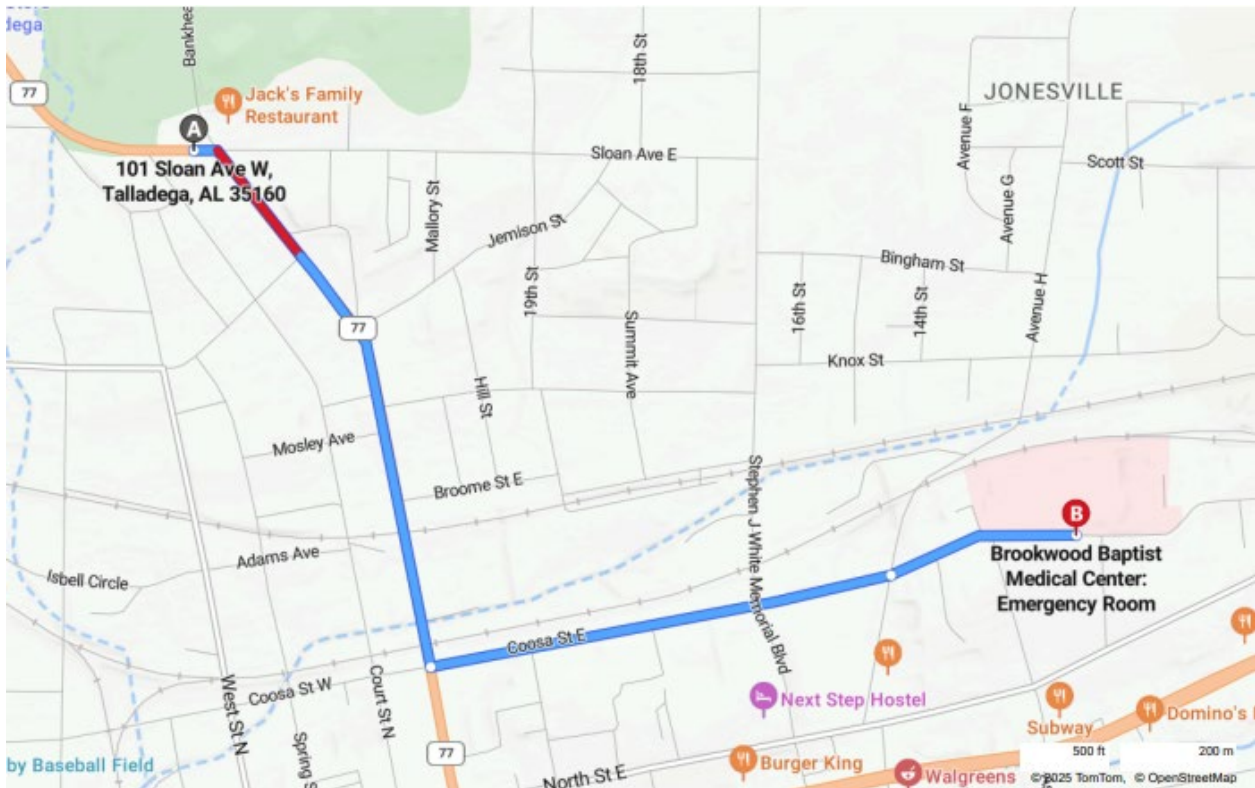 dega
Bankhea
77
Jack's Family
Restaurant
A
101 Sloan Ave W,
Talladega, AL 35160
18th St
Sloan Ave E
JONESVILLE
Avenue F
Avenue G
Scott St
Mallory St
Jemison St
19th St
Bingham St
16th St
14th St
Avenue H
77
Summit Ave
Knox St
Hill St
Mosley Ave
Broome St E
Stephen J White Memorial Blvd
Adams Ave
Isbell Circle
B
Brookwood Baptist
Medical Center:
Emergency Room
Coosa St E
Coosa St W
West St N
Court St N
Spring S
Next Step Hostel
Subway
Domino's
77
by Baseball Field
North St E
Burger King
Walgreens
500 ft
200 m
©2025 TomTom, © OpenStreetMap